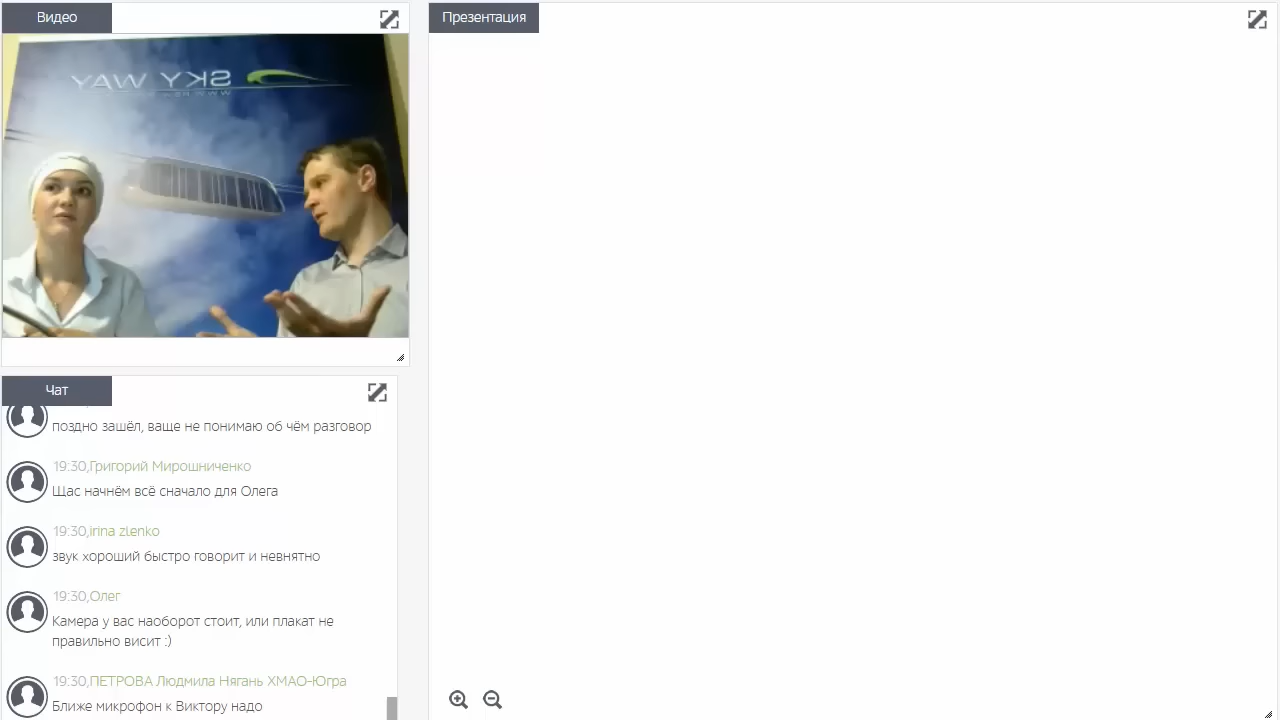 Видео
SKY WAY
Чат
поздно зашёл, ваще не понимаю об чём разговор
19:30,Григорий Мирошниченко
Щас начнём всё сначало для Олега
19:30,irina zlenko
звук хороший быстро говорит и невнятно
19:30,Олег
Камера у вас наоборот стоит, или плакат не
правильно висит :)
19:30,ПЕТРОВА Людмила Нягань ХМАО-Югра
Ближе микрофон к Виктору надо
Презентация